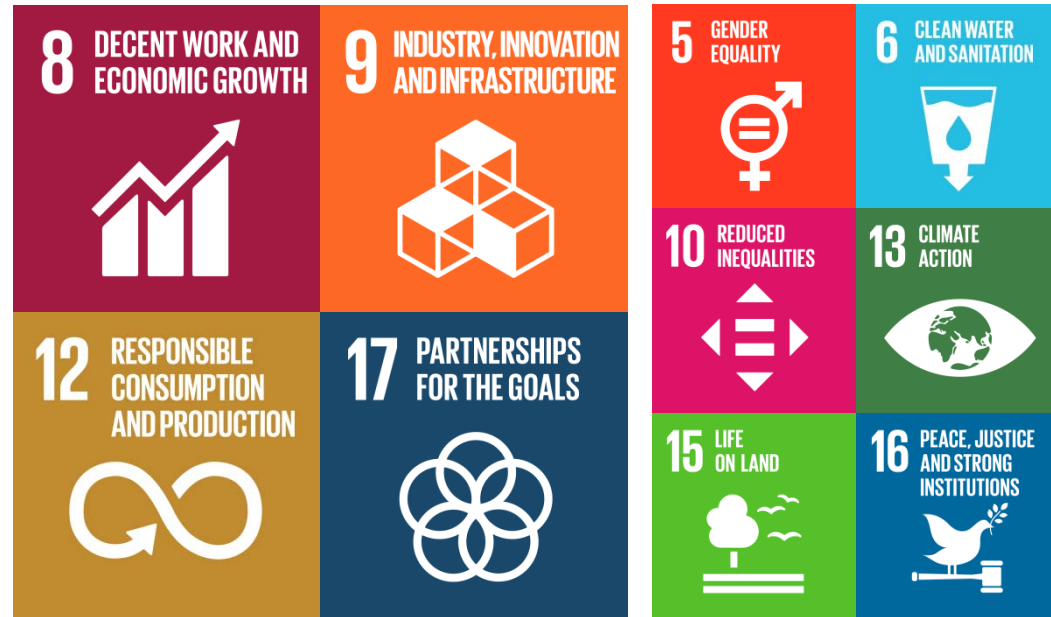 8 DECENT WORK AND
ECONOMIC GROWTH
9 INDUSTRY, INNOVATION
AND INFRASTRUCTURE
12 RESPONSIBLE
CONSUMPTION
AND PRODUCTION
17 PARTNERSHIPS
FOR THE GOALS
5 GENDER
EQUALITY
6 CLEAN WATER
AND SANITATION
10 REDUCED
INEQUALITIES
13 CLIMATE
ACTION
15 LIFE
ON LAND
16 PEACE, JUSTICE
AND STRONG
INSTITUTIONS